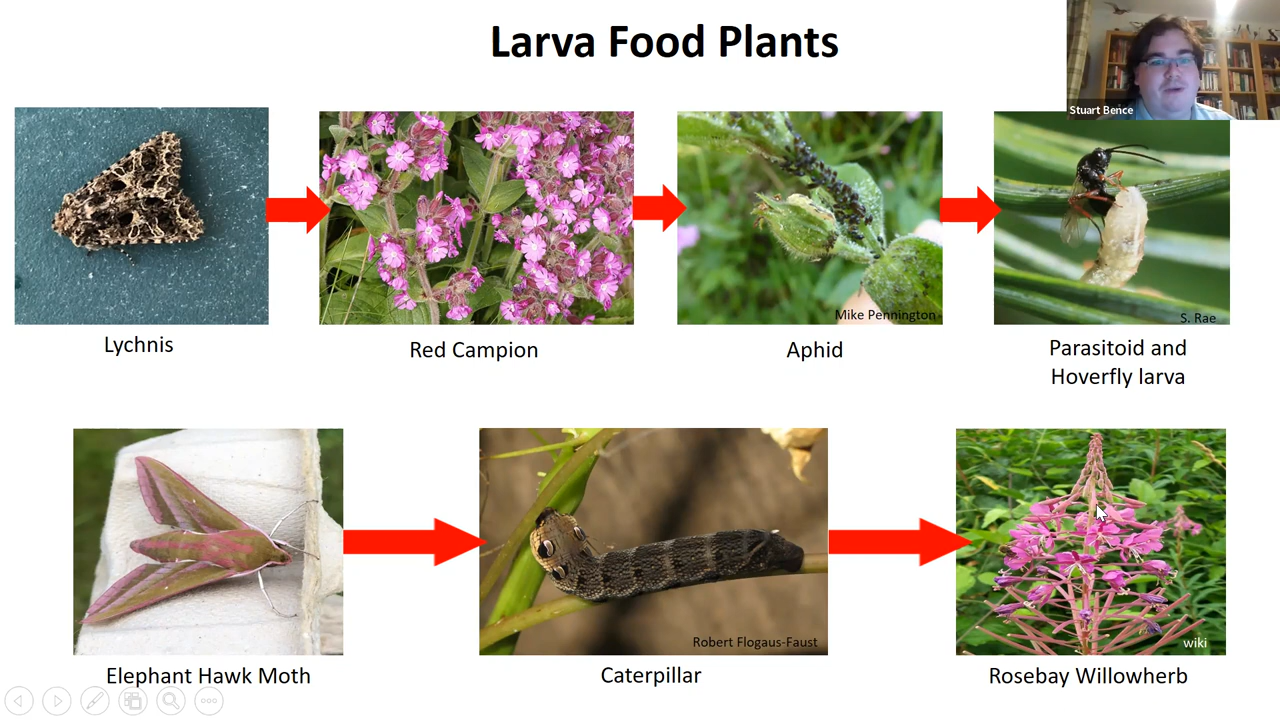 Larva Food Plants
Stuart Bence
Mike Pennington
S. Rae
Lychnis
Red Campion
Aphid
Parasitoid and
Hoverfly larva
Robert Flogaus-Faust
wiki
Elephant Hawk Moth
Caterpillar
Rosebay Willowherb